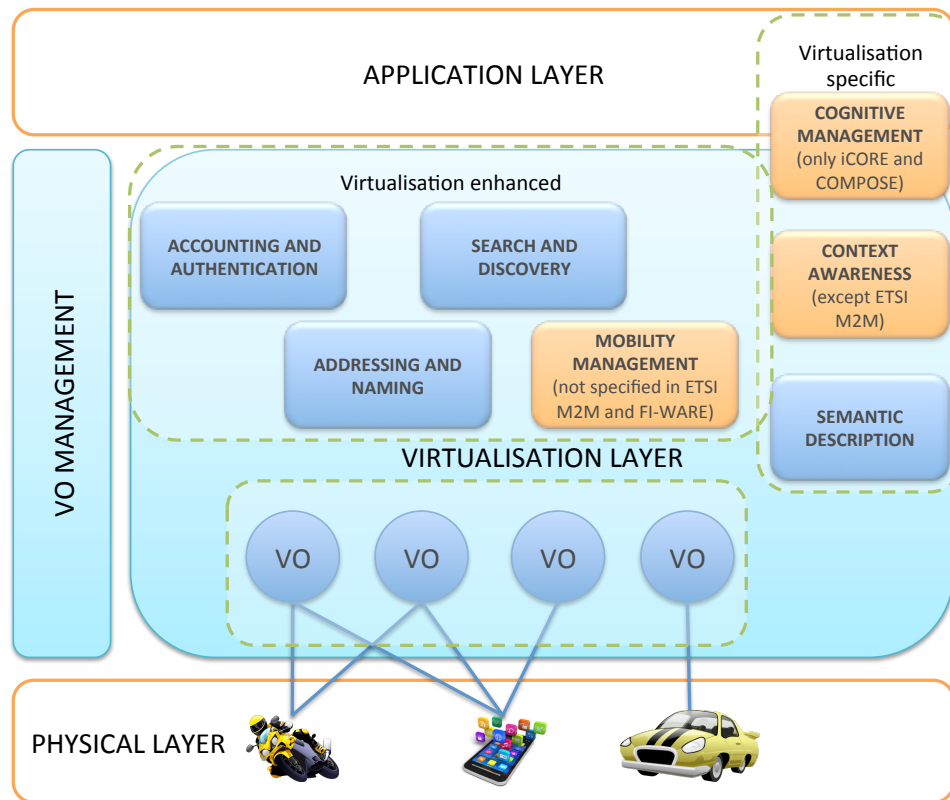 APPLICATION LAYER
Virtualisation
specific
COGNITIVE
MANAGEMENT
(only iCORE and
COMPOSE)
VO MANAGEMENT
Virtualisation enhanced
ACCOUNTING AND
AUTHENTICATION
SEARCH AND
DISCOVERY
CONTEXT
AWARENESS
(except ETSI
M2M)
ADDRESSING AND
NAMING
MOBILITY
MANAGEMENT
(not specified in ETSI
M2M and FI-WARE)
SEMANTIC
DESCRIPTION
VIRTUALISATION LAYER
VO
VO
VO
VO
PHYSICAL LAYER